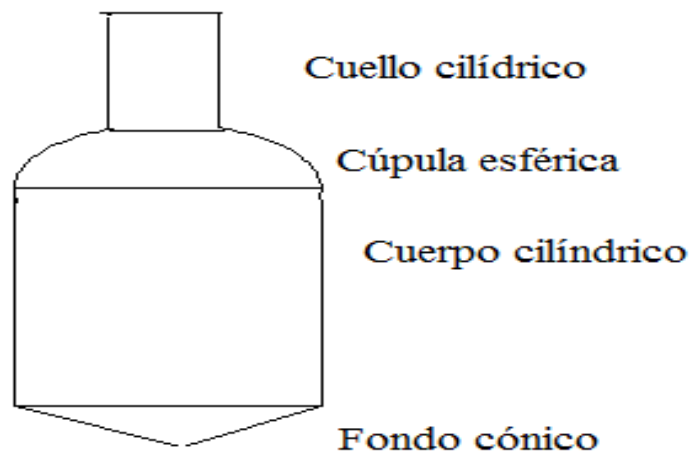 Cuello cilídrico
Cúpula esférica
Cuerpo cilíndrico
Fondo cónico